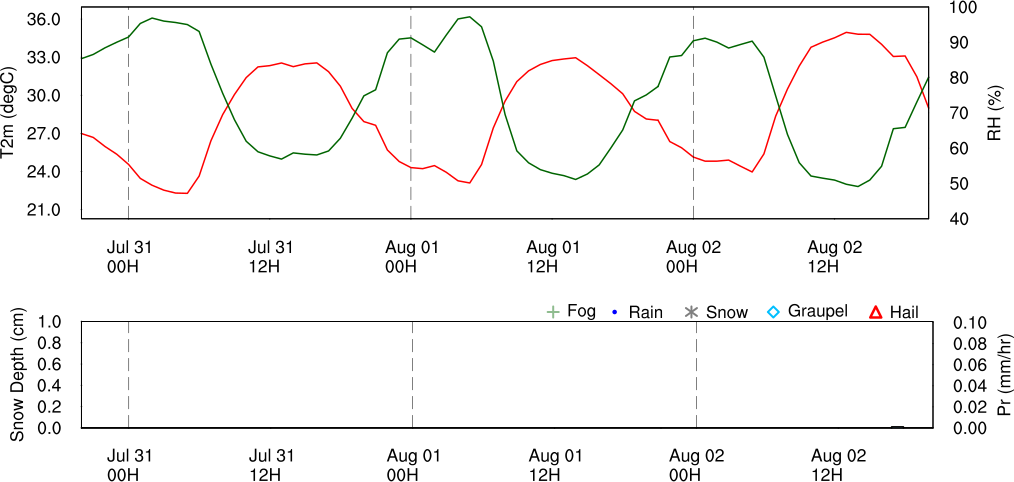 36.0
33.0
30.0
27.0
24.0
21.0
T2m (degC)
100
90
80
70
60
50
40
RH (%)
Jul 31 Jul 31 Aug 01 Aug 01 Aug 02 Aug 02
00H 12H 00H 12H 00H 12H
Fog Rain Snow Graupel Hail
1.0
0.8
0.6
0.4
0.2
0.0
Snow Depth (cm)
0.10
0.08
0.06
0.04
0.02
0.00
Pr (mm/hr)
Jul 31 Jul 31 Aug 01 Aug 01 Aug 02 Aug 02
00H 12H 00H 12H 00H 12H